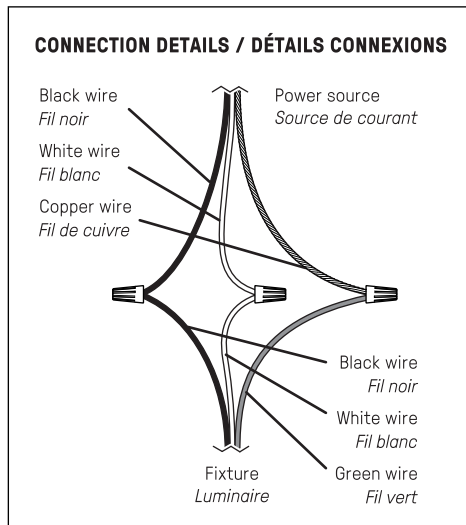 CONNECTION DETAILS / DÉTAILS CONNEXIONS
Black wire
Fil noir
Power source
Source de courant
White wire
Fil blanc
Copper wire
Fil de cuivre
Black wire
Fil noir
White wire
Fil blanc
Fixture
Luminaire
Green wire
Fil vert